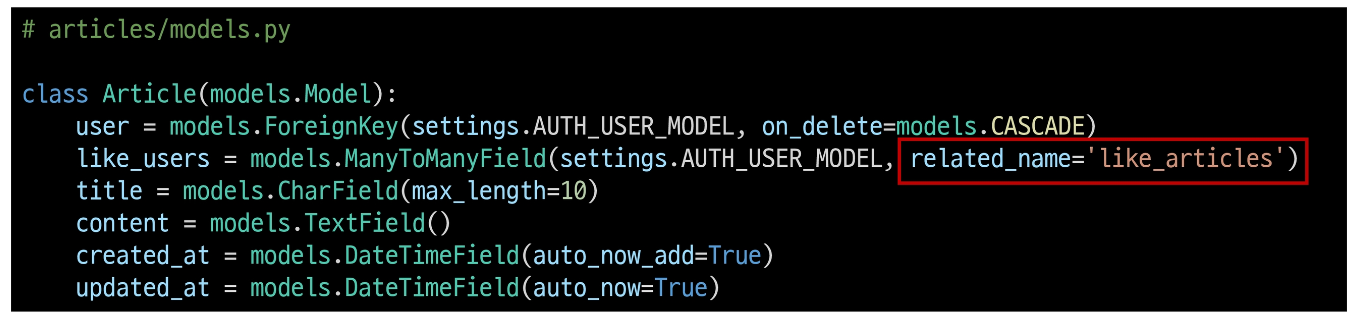 # articles/models.py
class Article(models.Model):
user = models.ForeignKey(settings.AUTH_USER_MODEL, on_delete=models.CASCADE)
like_users = models.ManyToManyField(settings.AUTH_USER_MODEL, related_name='like_articles')
title = models.CharField(max_length=10)
content = models.TextField()
created_at = models.DateTimeField(auto_now_add=True)
updated_at = models.DateTimeField(auto_now=True)